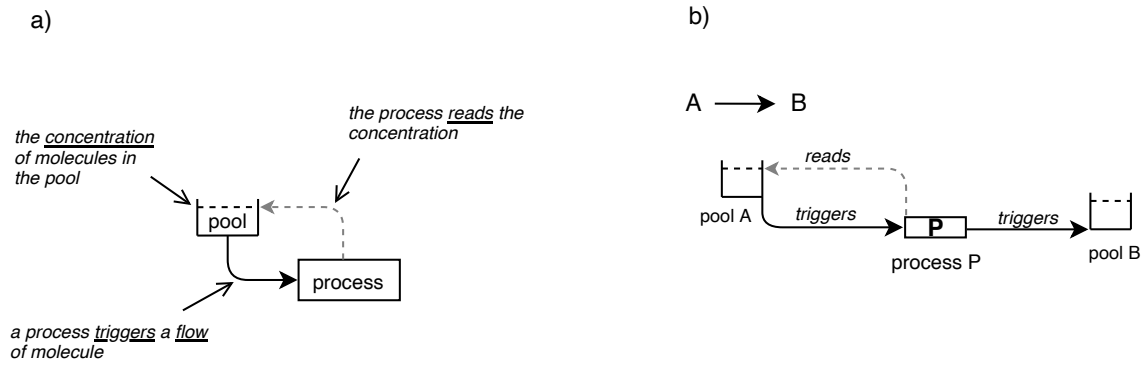 a)
the concentration
of molecules in
the pool
the process reads the
concentration
pool
process
a process triggers a flow
of molecule
b)
A B
reads
pool A
triggers
P
triggers
process P
pool B